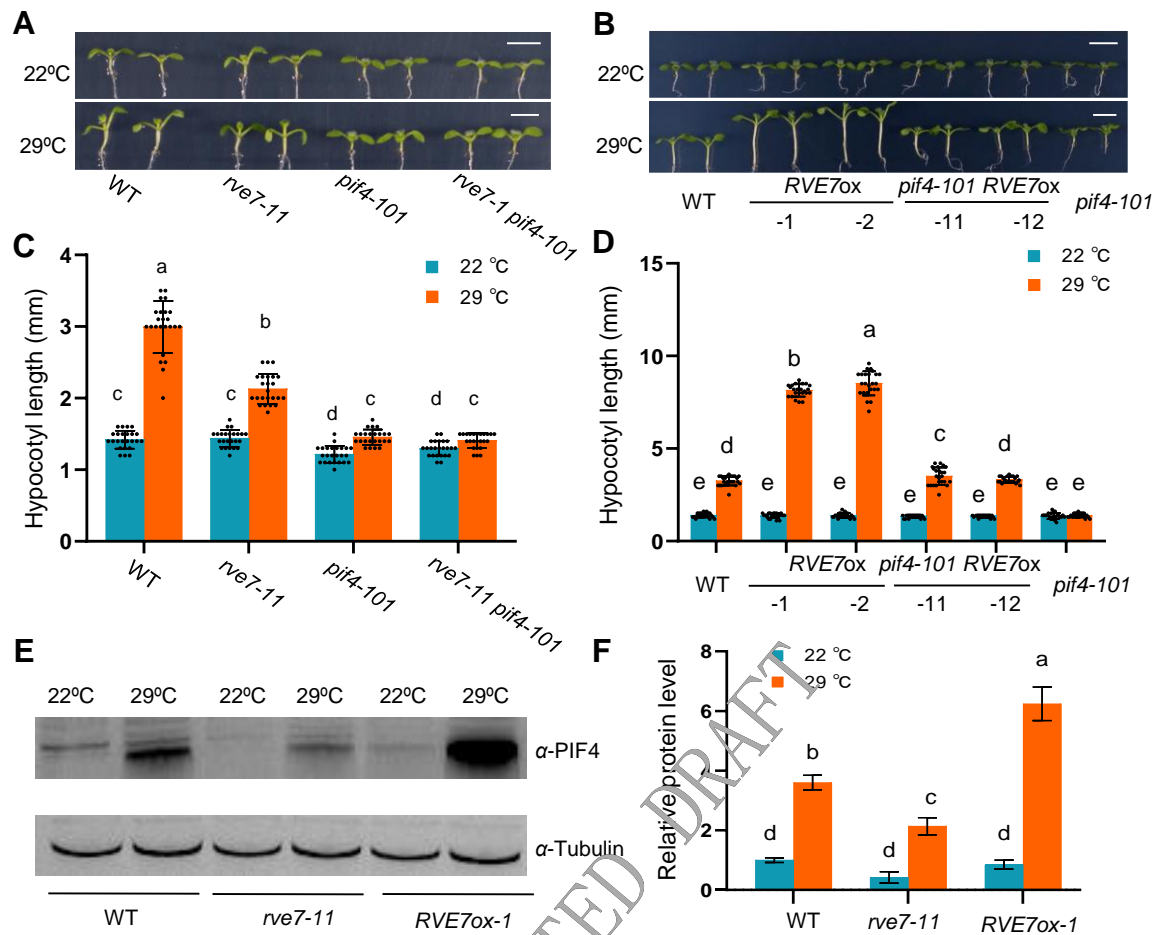 A
22ºC
29ºC
WT
rve7-11
pif4-101
rve7-1 pif4-101
B
22ºC
29ºC
WT
RVE7ox
-1
-2
pif4-101 RVE7ox
-11
-12
pif4-101
C
Hypocotyl length (mm)
4
3
2
1
0
22 ℃
29 ℃
c
a
c
b
d
c
d
c
WT
rve7-11
pif4-101
rve7-11 pif4-101
D
Hypocotyl length (mm)
15
10
5
0
22 ℃
29 ℃
e
d
e
b
e
a
e
c
e
d
e
e
WT
RVE7ox
-1
-2
pif4-101 RVE7ox
-11
-12
pif4-101
E
22ºC
29ºC
22ºC
29ºC
22ºC
29ºC
α-PIF4
α-Tubulin
WT
rve7-11
RVE7ox-1
F
Relative protein level
8
6
2
0
22 ℃
29 ℃
d
b
d
c
d
a
WT
rve7-11
RVE7ox-1
TED DRAFT